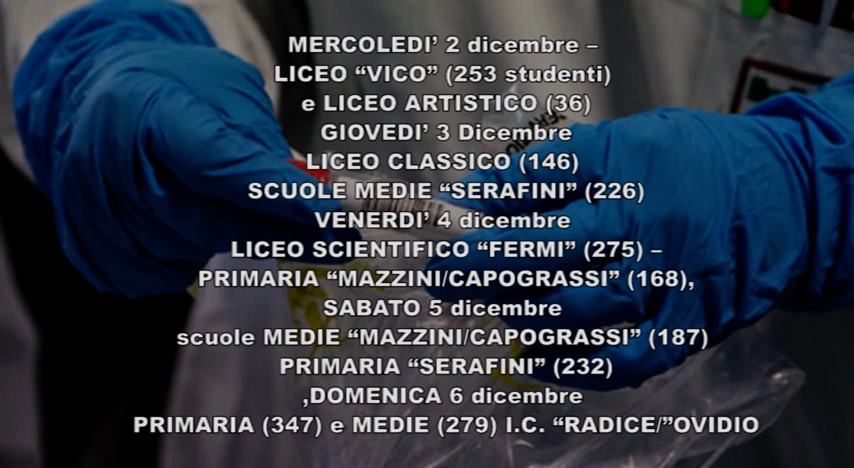 MERCOLEDI’ 2 dicembre –
LICEO “VICO” (253 studenti)
e LICEO ARTISTICO (36)
GIOVEDI’ 3 Dicembre
LICEO CLASSICO (146)
SCUOLE MEDIE “SERAFINI” (226)
VENERDI’ 4 dicembre
LICEO SCIENTIFICO “FERMI” (275) –
PRIMARIA “MAZZINI/CAPOGRASSI” (168),
SABATO 5 dicembre
scuole MEDIE “MAZZINI/CAPOGRASSI” (187)
PRIMARIA “SERAFINI” (232)
,DOMENICA 6 dicembre
PRIMARIA (347) e MEDIE (279) I.C. “RADICE/”OVIDIO